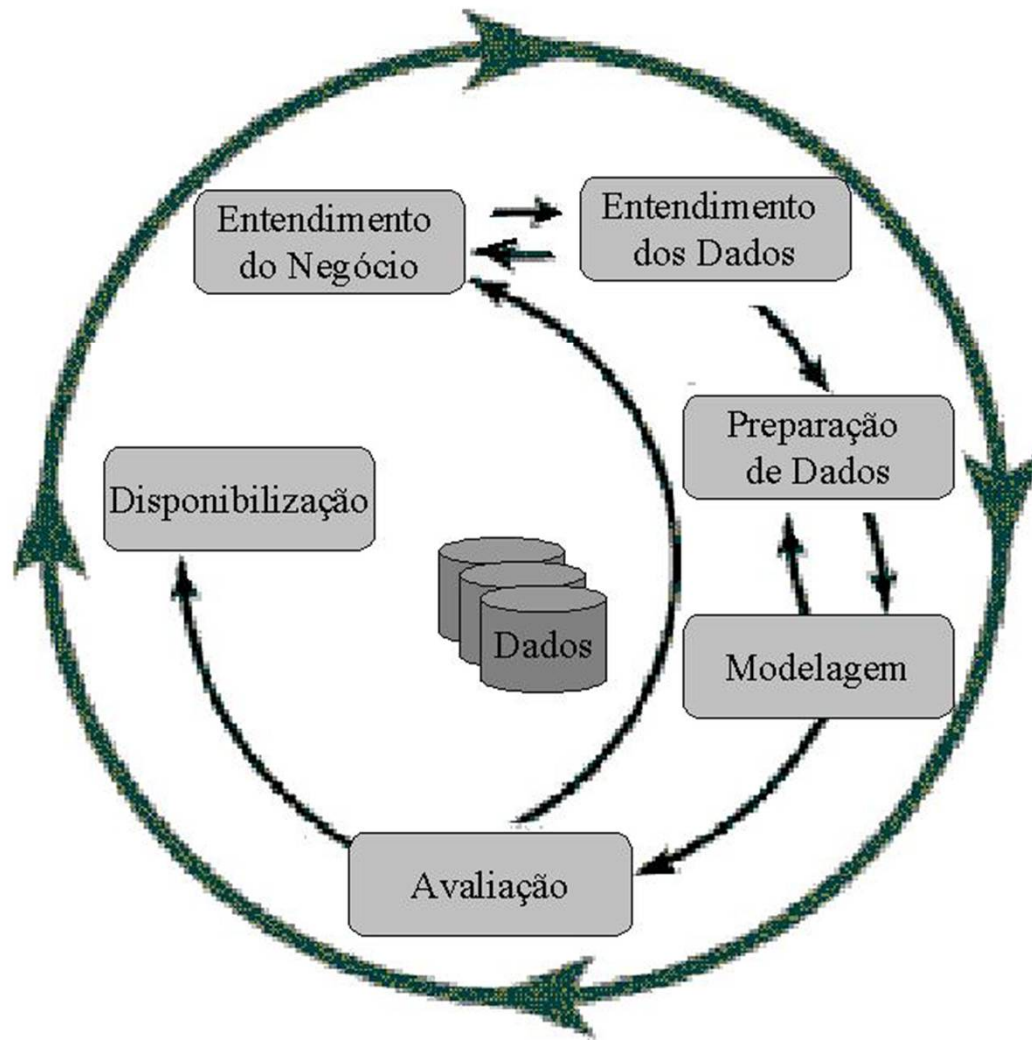 Entendimento
do Negócio
Entendimento
dos Dados
Preparação
de Dados
Disponibilização
Dados
Modelagem
Avaliação